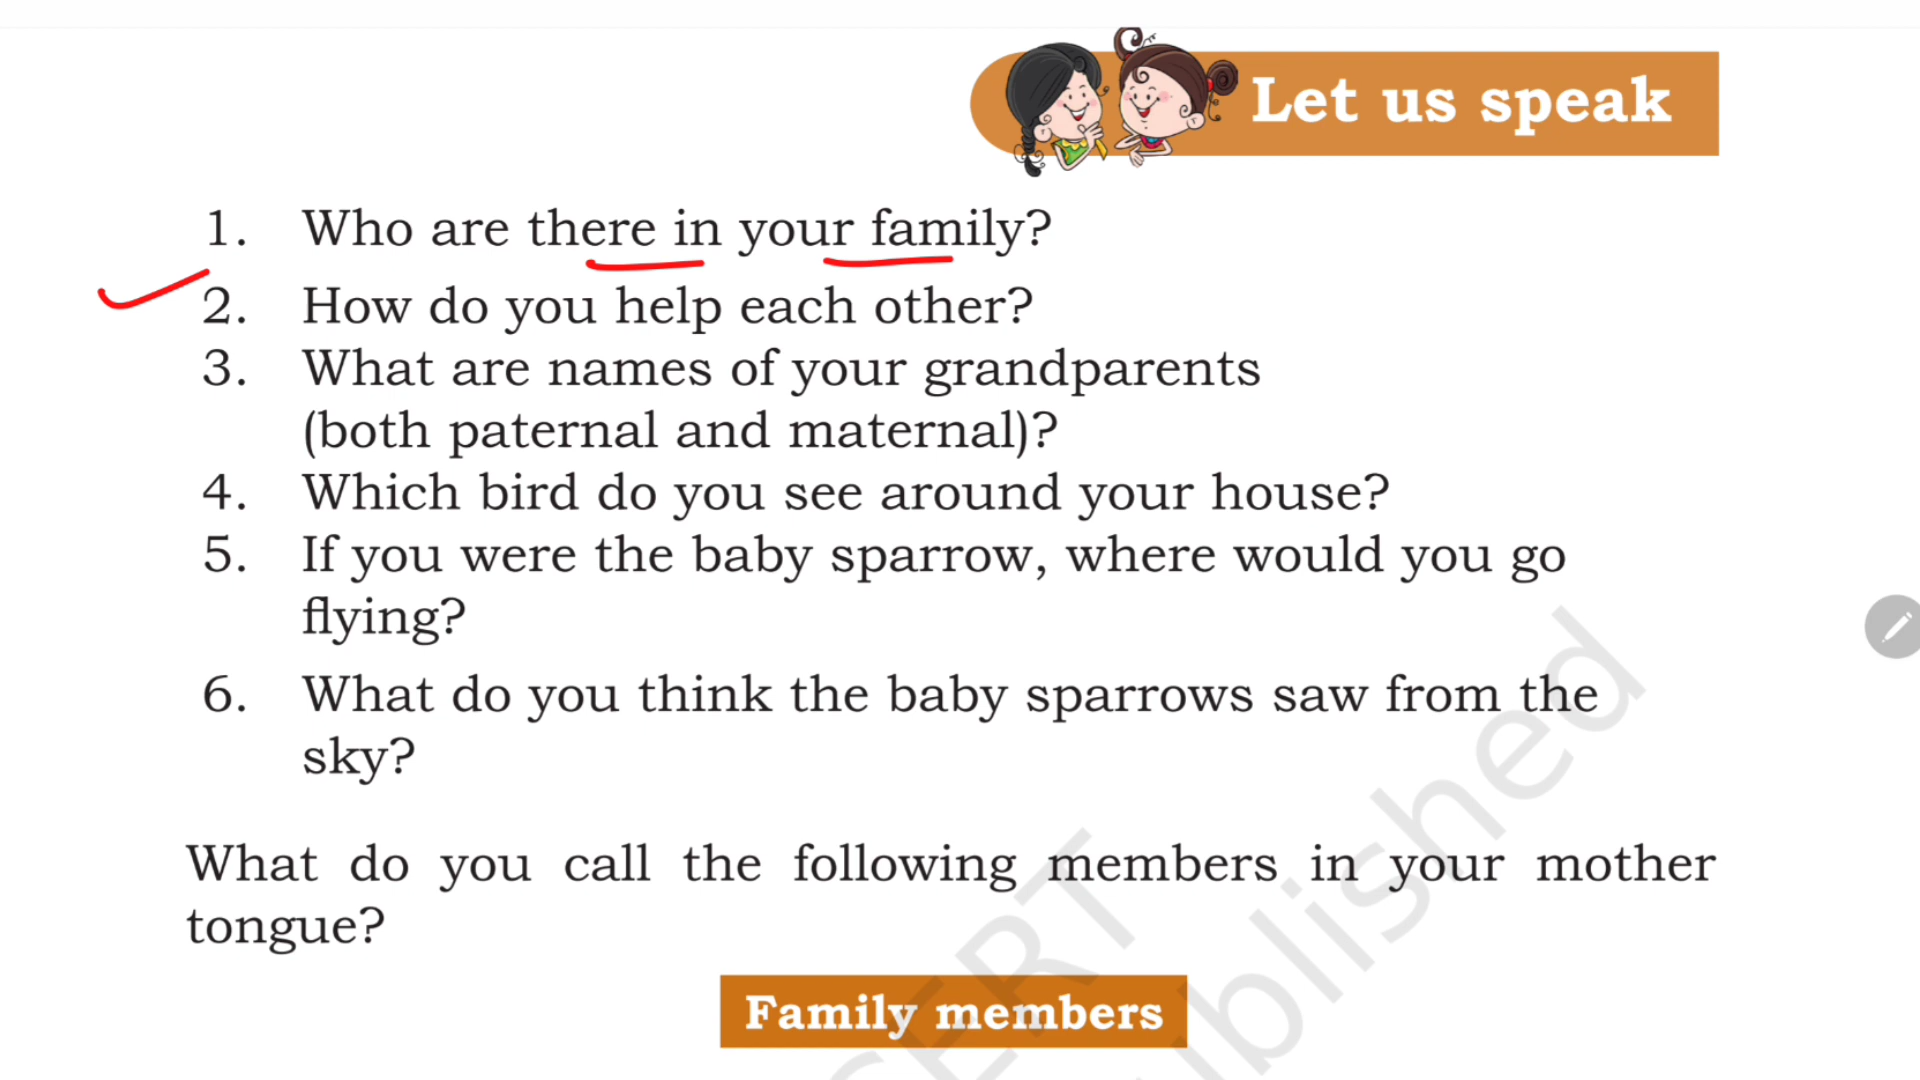 Let us speak
1. Who are there in your family?
2. How do you help each other?
3. What are names of your grandparents
(both paternal and maternal)?
4. Which bird do you see around your house?
5. If you were the baby sparrow, where would you go
flying?
6. What do you think the baby sparrows saw from the
sky?
What do you call the following members in your mother
tongue?
Family members